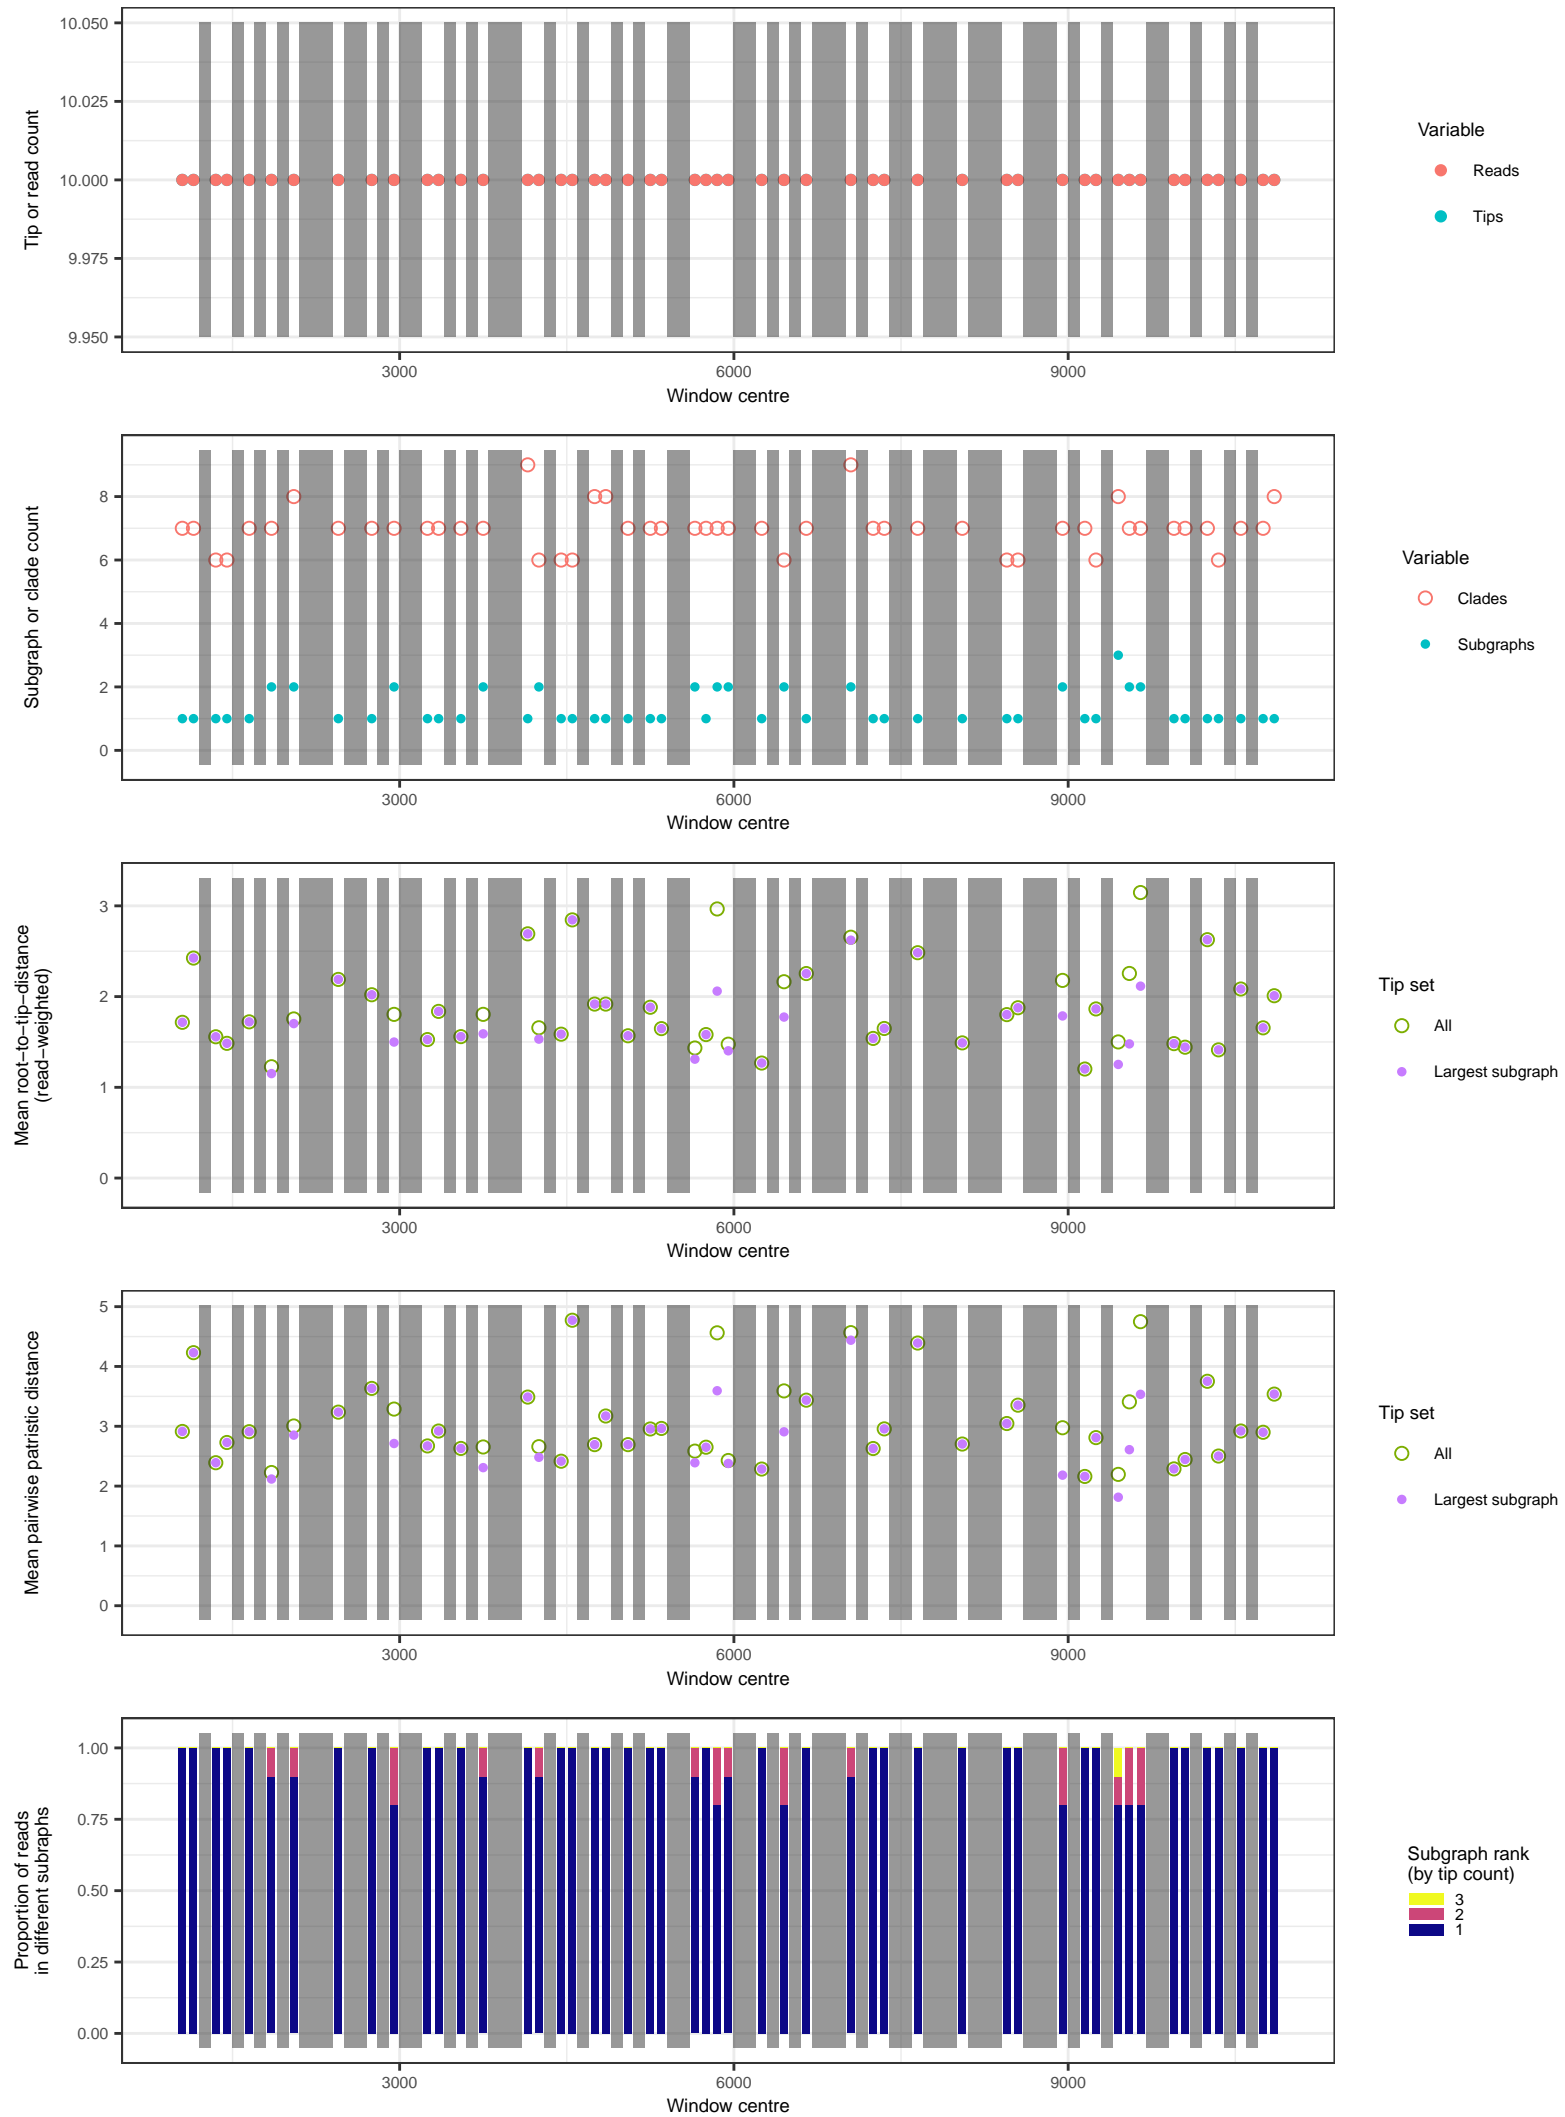 10.050
10.025
10.000
9.975
9.950
Tip or read count
3000
6000
9000
Window centre
Variable
Reads
Tips
8
6
4
2
0
Subgraph or clade count
3000
6000
9000
Window centre
Variable
Clades
Subgraphs
3
2
1
0
Mean root−to−tip−distance
(read−weighted)
3000
6000
9000
Window centre
Tip set
All
Largest subgraph
5
4
3
2
1
0
Mean pairwise patristic distance
3000
6000
9000
Window centre
Tip set
All
Largest subgraph
1.00
0.75
0.50
0.25
0.00
Proportion of reads
in different subraphs
3000
6000
9000
Window centre
Subgraph rank
(by tip count)
3
2
1